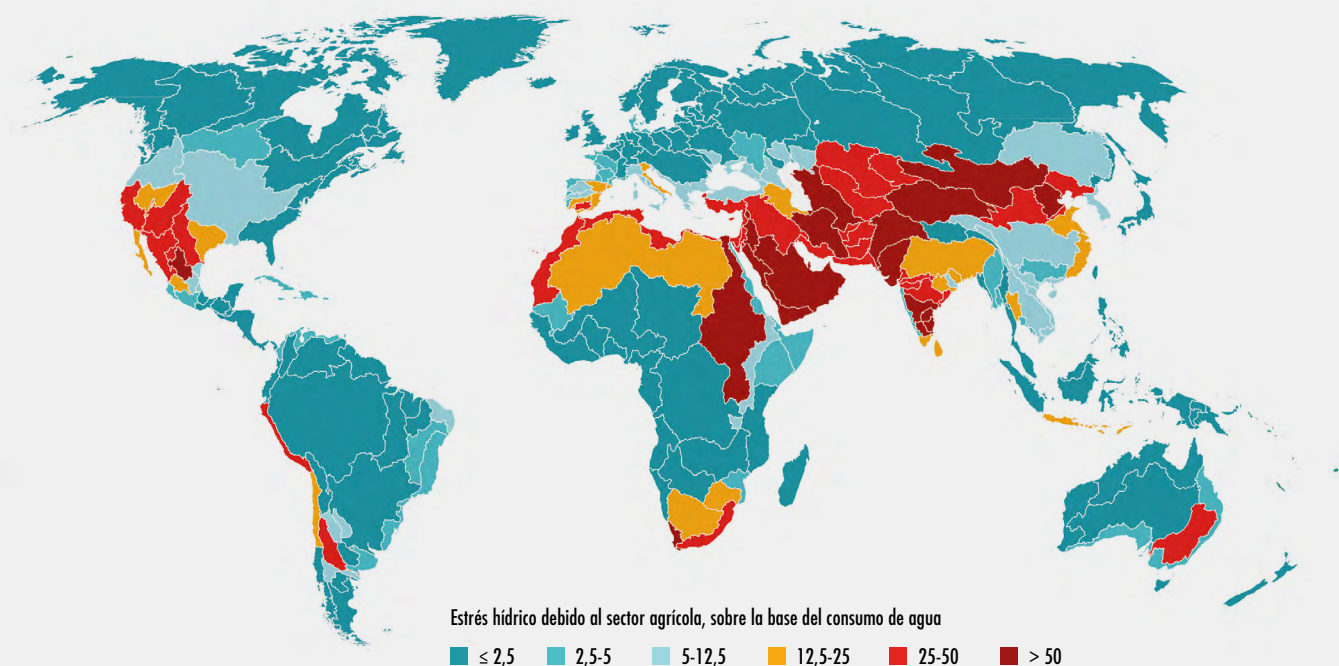 Estrés hídrico debido al sector agrícola, sobre la base del consumo de agua
≤ 2,5 2,5-5 5-12,5 12,5-25 25-50 > 50